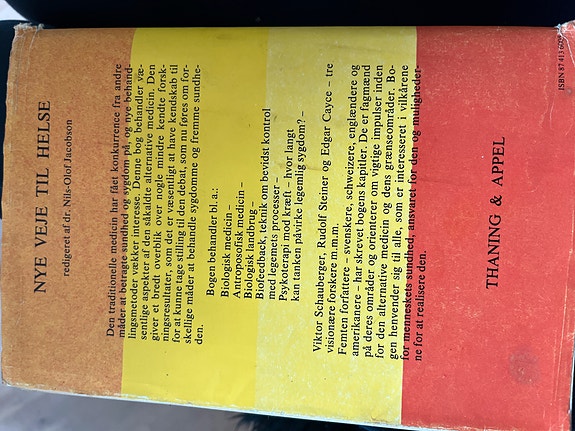 NYE VEJE TIL HELSE
redigeret af dr. Nils-Olof Jacobson
Den traditionelle medicin har fået konkurrence fra andre
måder at betragte sundhed og sygdom på, og nye behand-
lingsmetoder vækker interesse. Denne bog behandler væ-
sentlige aspekter af den såkaldte alternative medicin. Den
giver et bredt overblik over nogle mindre kendte forsk-
ningsresultater, som det er væsentligt at have kendskab til
for at kunne tage stilling til den debat, som nu føres om for-
skellige måder at behandle sygdomme og fremme sundhe-
den.
Bogen behandler bl. a.:
Biologisk medicin –
Antroposofisk medicin –
Biologisk landbrug –
Biofeedback, teknik om bevidst kontrol
med legemets processer –
Psykoterapi mod kræft – hvor langt
kan tanken påvirke legemlig sygdom? –
Viktor Schauberger, Rudolf Steiner og Edgar Cayce – tre
visionære forskere m.m.m.
Femten forfattere – svenskere, schweizere, englændere og
amerikanere – har skrevet bogens kapitler. De er fagmænd
på deres områder og orienterer om vigtige impulser inden
for den alternative medicin og dens grænseområder. Bo-
gen henvender sig til alle, som er interesseret i vilkårene
for menneskets sundhed, ansvaret for den og muligheder-
ne for at realisere den.
THANING & APPEL
ISBN 87 413 6098